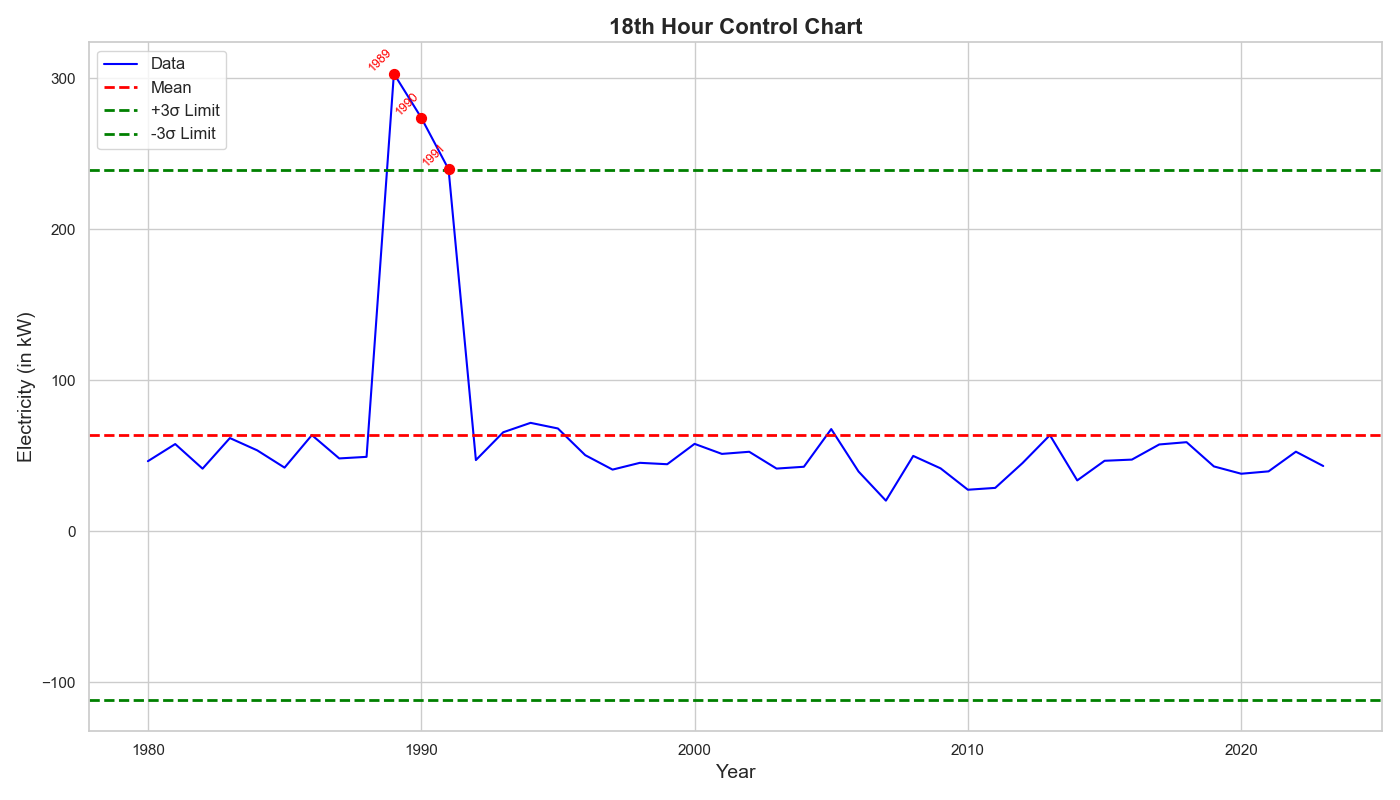 18th Hour Control Chart
Data
Mean
+3σ Limit
-3σ Limit
1989
1990
1991
300
200
100
0
−100
Electricity (in kW)
1980
1990
2000
2010
2020
Year